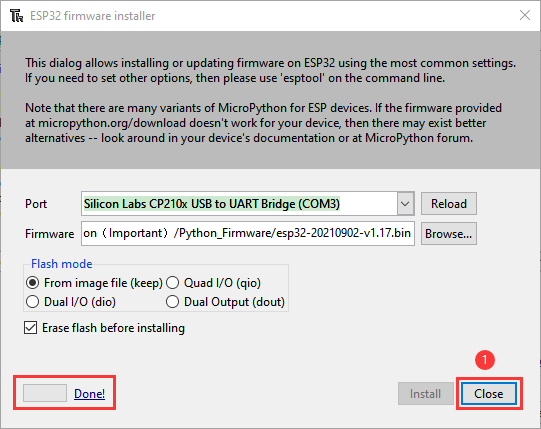 ESP32 firmware installer
This dialog allows installing or updating firmware on ESP32 using the most common settings.
If you need to set other options, then please use 'esptool' on the command line.
Note that there are many variants of MicroPython for ESP devices. If the firmware provided
at micropython.org/download doesn't work for your device, then there may exist better
alternatives -- look around in your device's documentation or at MicroPython forum.
Port Silicon Labs CP210x USB to UART Bridge (COM3) Reload
Firmware on（Important）/Python_Firmware/esp32-20210902-v1.17.bin Browse...
Flash mode
From image file (keep) Quad I/O (qio)
Dual I/O (dio) Dual Output (dout)
Erase flash before installing
1
Done! Install Close